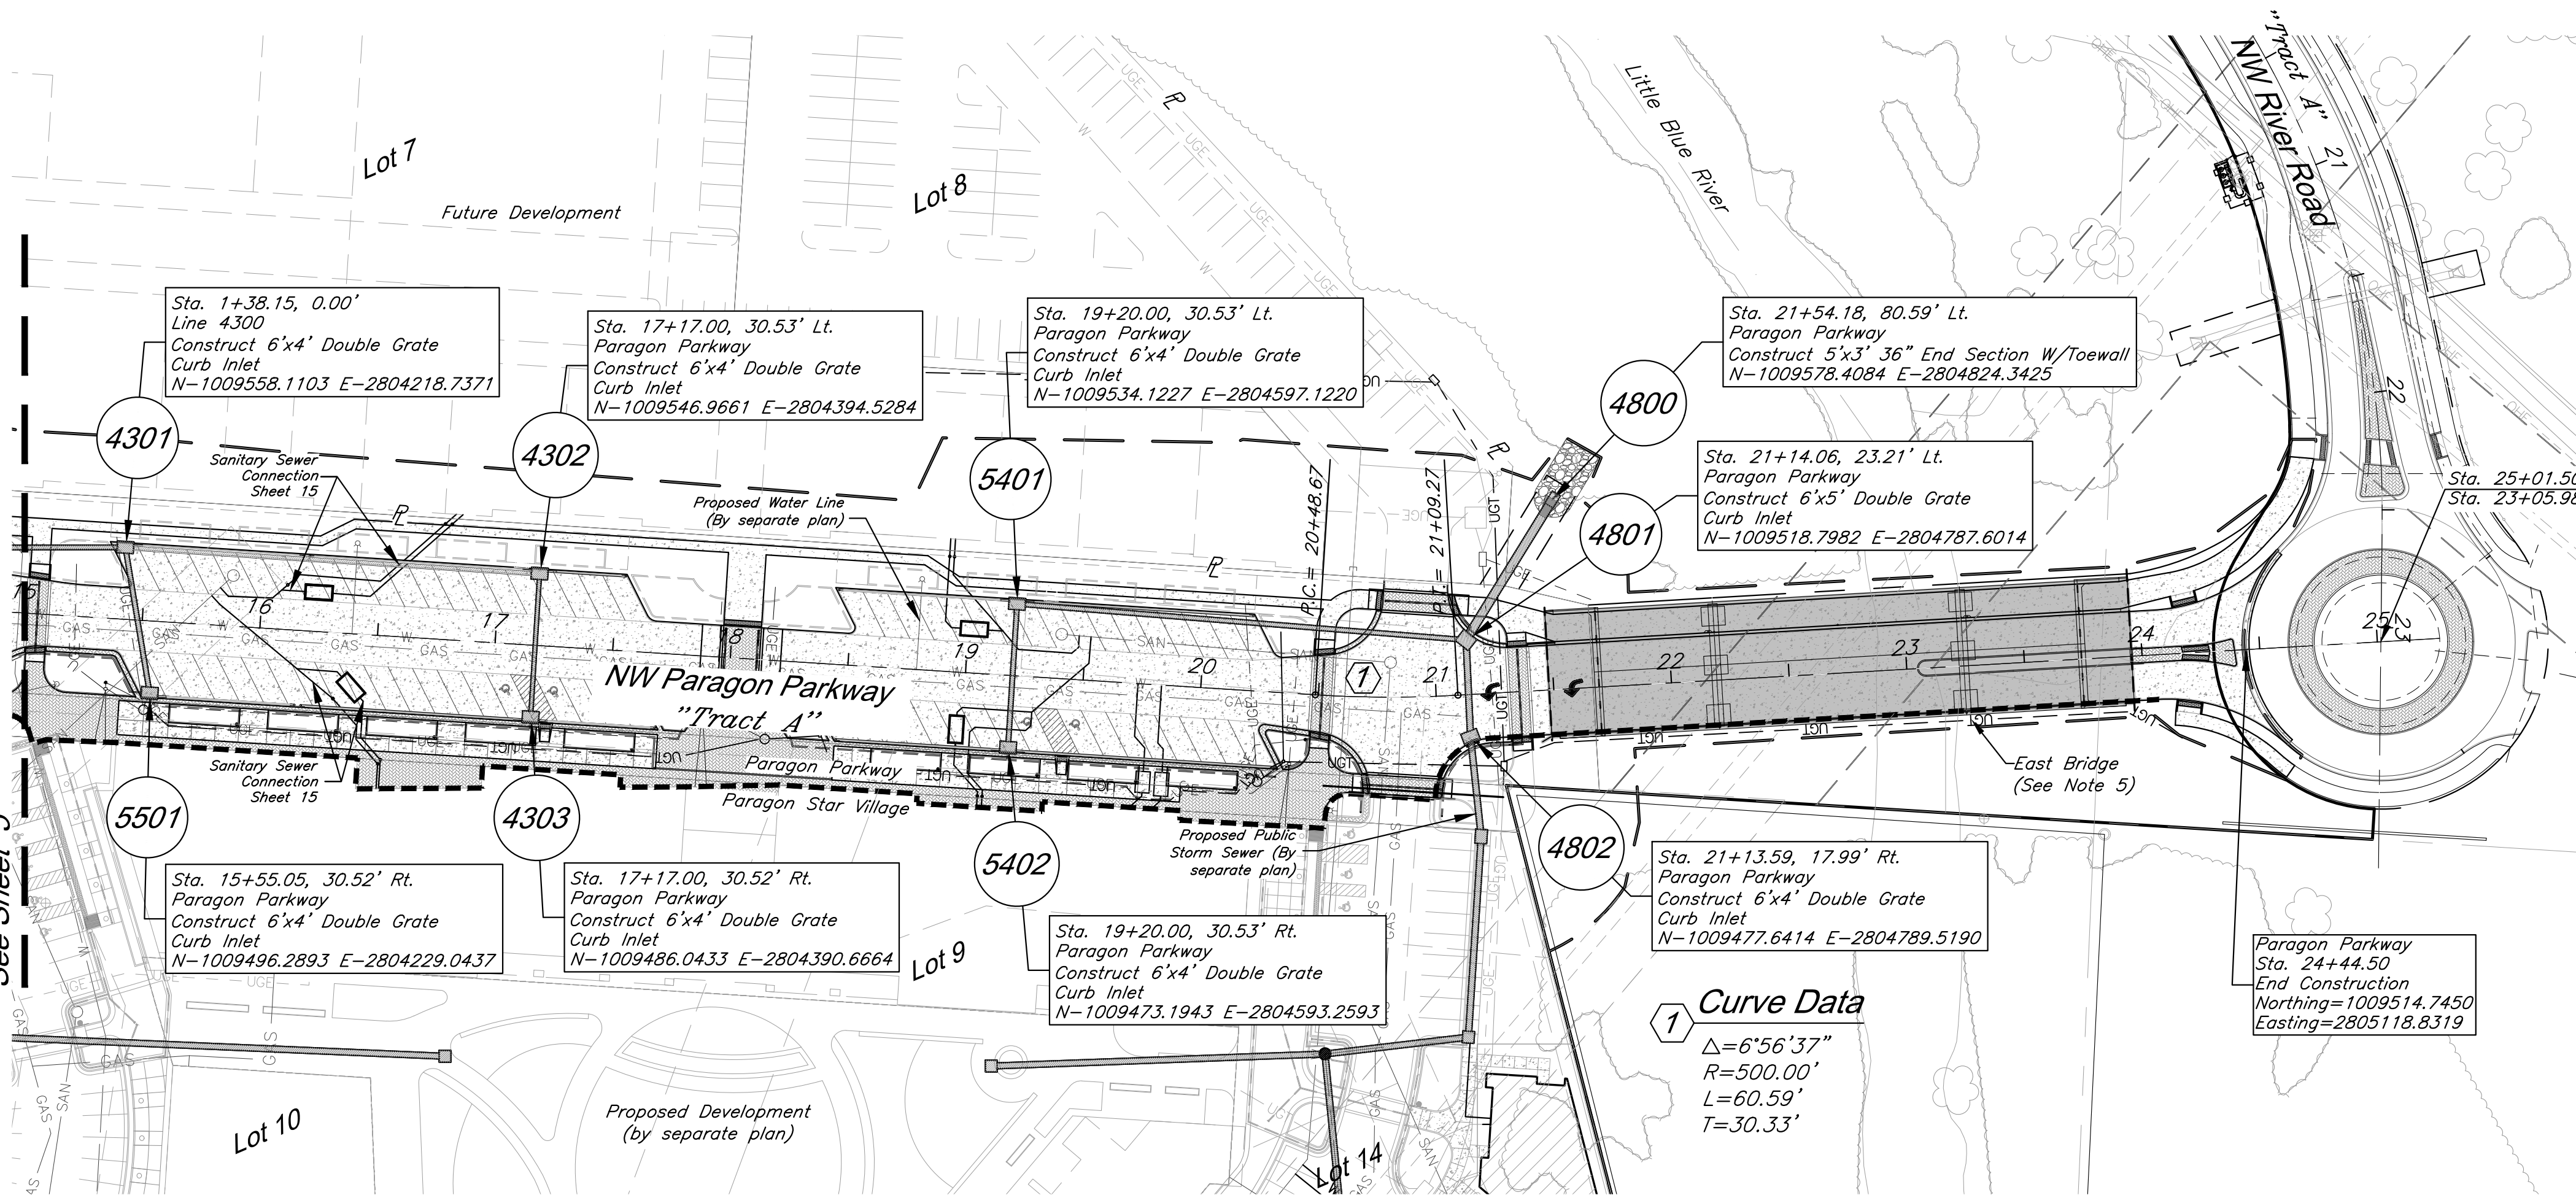 Lot 7
Future Development
Lot 8
Little Blue River
"Tract A"
NW River Road
21
22
Sta. 1+38.15, 0.00'
Line 4300
Construct 6'x4' Double Grate
Curb Inlet
N-1009558.1103 E-2804218.7371
Sta. 17+17.00, 30.53' Lt.
Paragon Parkway
Construct 6'x4' Double Grate
Curb Inlet
N-1009546.9661 E-2804394.5284
Sta. 19+20.00, 30.53' Lt.
Paragon Parkway
Construct 6'x4' Double Grate
Curb Inlet
N-1009534.1227 E-2804597.1220
Sta. 21+54.18, 80.59' Lt.
Paragon Parkway
Construct 5'x3' 36" End Section W/Toewall
N-1009578.4084 E-2804824.3425
Sta. 21+14.06, 23.21' Lt.
Paragon Parkway
Construct 6'x5' Double Grate
Curb Inlet
N-1009518.7982 E-2804787.6014
4301
4302
5401
4800
4801
Sanitary Sewer
Connection
Sheet 15
Proposed Water Line
(By separate plan)
P.C.= 20+48.67
P.T.= 21+09.27
Sta. 25+01.50
Sta. 23+05.98
15
16
17
18
19
20
21
22
23
24
25
23
1
NW Paragon Parkway
"Tract A"
Paragon Parkway
Paragon Star Village
Sanitary Sewer
Connection
Sheet 15
Proposed Public
Storm Sewer (By
separate plan)
East Bridge
(See Note 5)
5501
4303
5402
4802
Sta. 15+55.05, 30.52' Rt.
Paragon Parkway
Construct 6'x4' Double Grate
Curb Inlet
N-1009496.2893 E-2804229.0437
Sta. 17+17.00, 30.52' Rt.
Paragon Parkway
Construct 6'x4' Double Grate
Curb Inlet
N-1009486.0433 E-2804390.6664
Sta. 19+20.00, 30.53' Rt.
Paragon Parkway
Construct 6'x4' Double Grate
Curb Inlet
N-1009473.1943 E-2804593.2593
Sta. 21+13.59, 17.99' Rt.
Paragon Parkway
Construct 6'x4' Double Grate
Curb Inlet
N-1009477.6414 E-2804789.5190
Paragon Parkway
Sta. 24+44.50
End Construction
Northing=1009514.7450
Easting=2805118.8319
Lot 9
Lot 10
Lot 14
Proposed Development
(by separate plan)
1
Curve Data
△=6°56'37"
R=500.00'
L=60.59'
T=30.33'